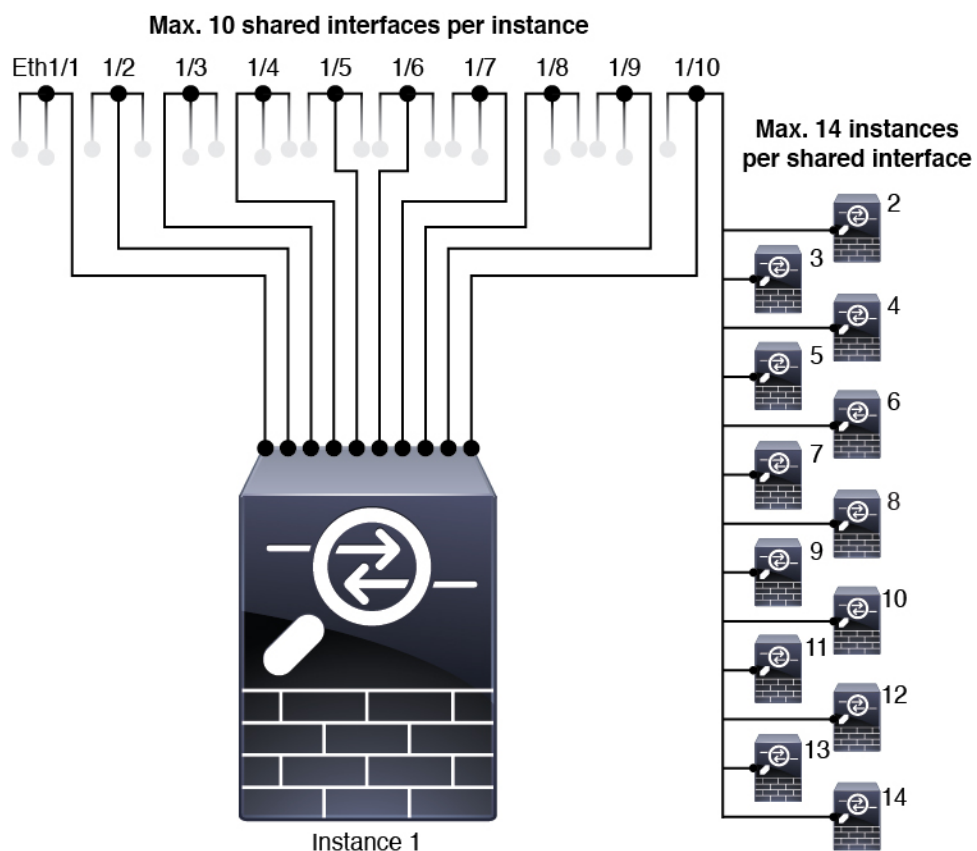 Max. 10 shared interfaces per instance
Eth1/1 1/2 1/3 1/4 1/5 1/6 1/7 1/8 1/9 1/10
Max. 14 instances
per shared interface
2
3
4
5
6
7
8
9
10
11
12
13
14
Instance 1